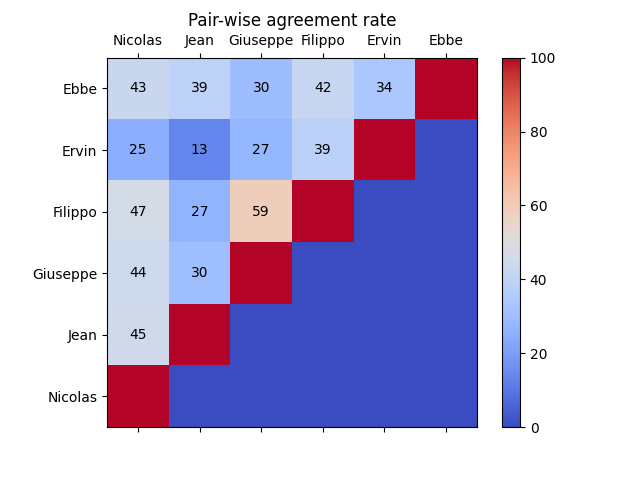 Pair-wise agreement rate
Nicolas Jean Giuseppe Filippo Ervin Ebbe
Ebbe 43 39 30 42 34
Ervin 25 13 27 39
Filippo 47 27 59
Giuseppe 44 30
Jean 45
Nicolas
100
80
60
40
20
0